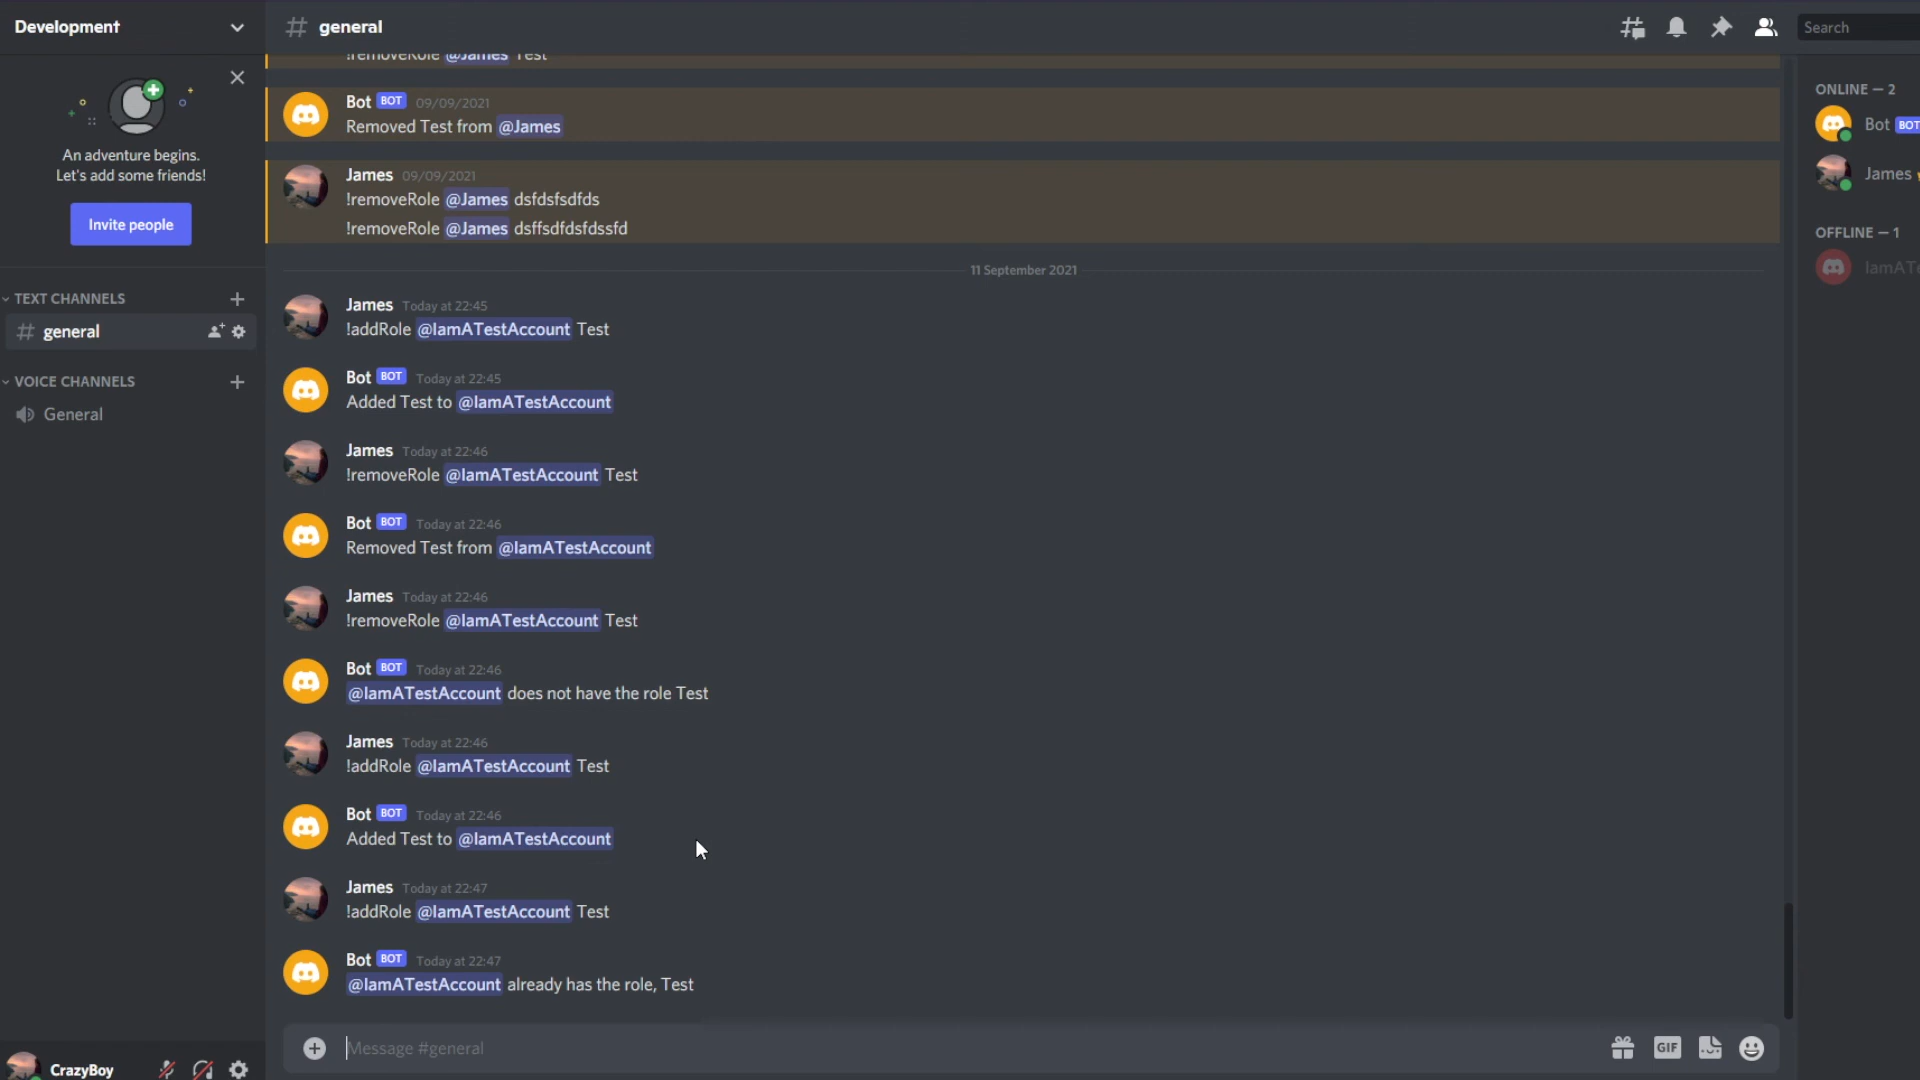 Development
general
Search
An adventure begins.
Let's add some friends!
Invite people
TEXT CHANNELS
general
VOICE CHANNELS
General
CrazyBoy
!removeRole @James Test
Bot BOT 09/09/2021
Removed Test from @James
James 09/09/2021
!removeRole @James dsfdsfsdfds
!removeRole @James dsffsdfdsfdssfd
11 September 2021
James Today at 22:45
!addRole @IamATestAccount Test
Bot BOT Today at 22:45
Added Test to @IamATestAccount
James Today at 22:46
!removeRole @IamATestAccount Test
Bot BOT Today at 22:46
Removed Test from @IamATestAccount
James Today at 22:46
!removeRole @IamATestAccount Test
Bot BOT Today at 22:46
@IamATestAccount does not have the role Test
James Today at 22:46
!addRole @IamATestAccount Test
Bot BOT Today at 22:46
Added Test to @IamATestAccount
James Today at 22:47
!addRole @IamATestAccount Test
Bot BOT Today at 22:47
@IamATestAccount already has the role, Test
Message #general
GIF
ONLINE — 2
Bot BOT
James
OFFLINE — 1
IamATe